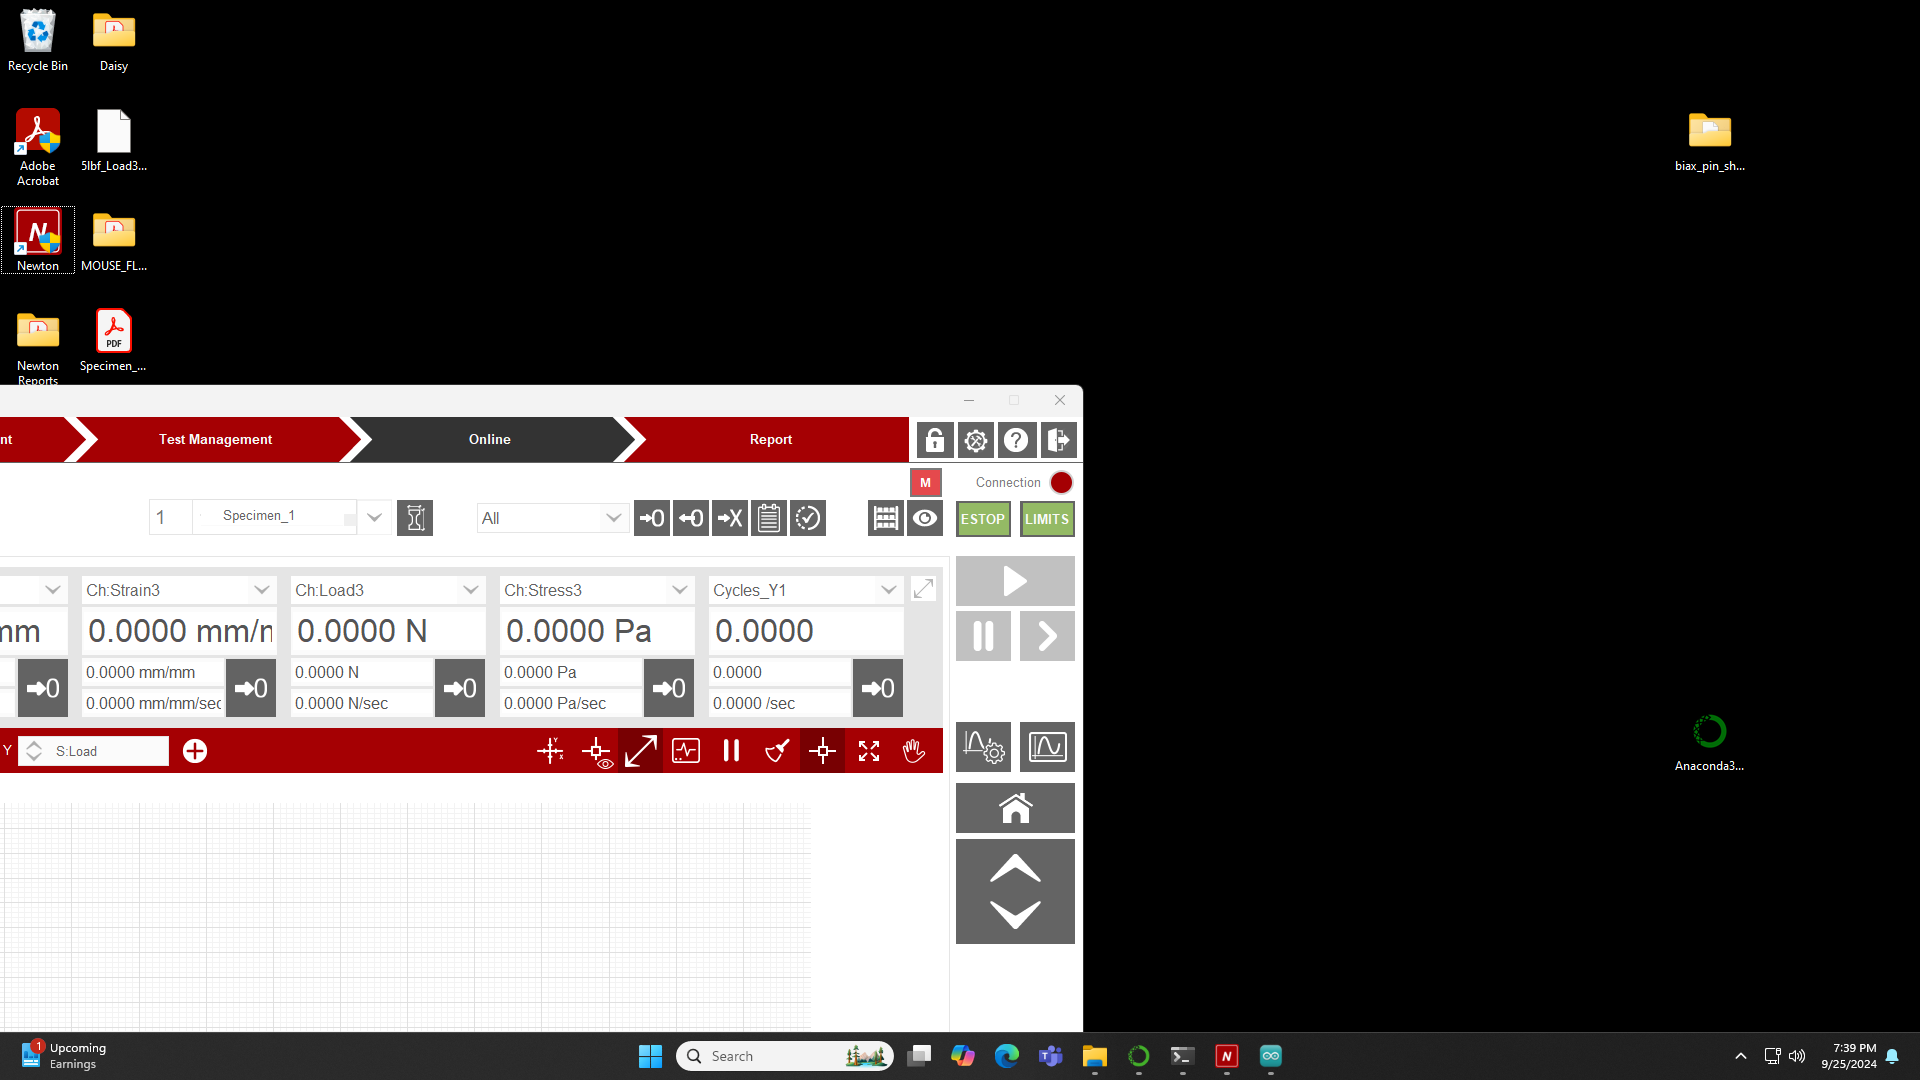 Recycle Bin
Daisy
Adobe
Acrobat
5lbf_Load3...
biax_pin_sh...
N
Newton
MOUSE_FL...
Newton
Reports
PDF
Specimen_...
nt
Test Management
Online
Report
M
Connection
1
Specimen_1
All
→0
←0
→X
ESTOP
LIMITS
Ch:Strain3
Ch:Load3
Ch:Stress3
Cycles_Y1
mm
0.0000 mm/m
0.0000 N
0.0000 Pa
0.0000
0.0000 mm/mm
0.0000 N
0.0000 Pa
0.0000
→0
→0
→0
→0
→0
0.0000 mm/mm/sec
0.0000 N/sec
0.0000 Pa/sec
0.0000 /sec
Y
S:Load
Anaconda3...
1
Upcoming
Earnings
Search
N
7:39 PM
9/25/2024